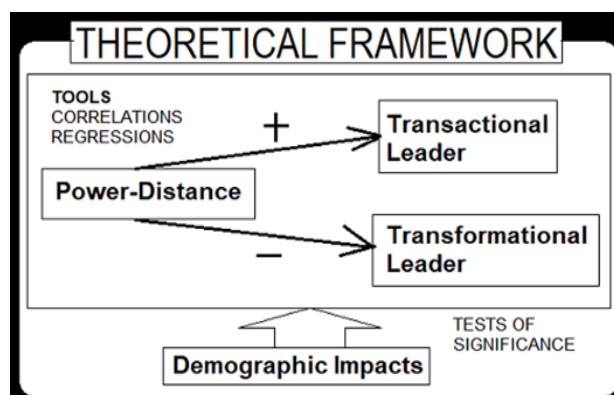 THEORETICAL FRAMEWORK
TOOLS
CORRELATIONS
REGRESSIONS
+
Transactional
Leader
Power-Distance
−
Transformational
Leader
TESTS OF
SIGNIFICANCE
Demographic Impacts